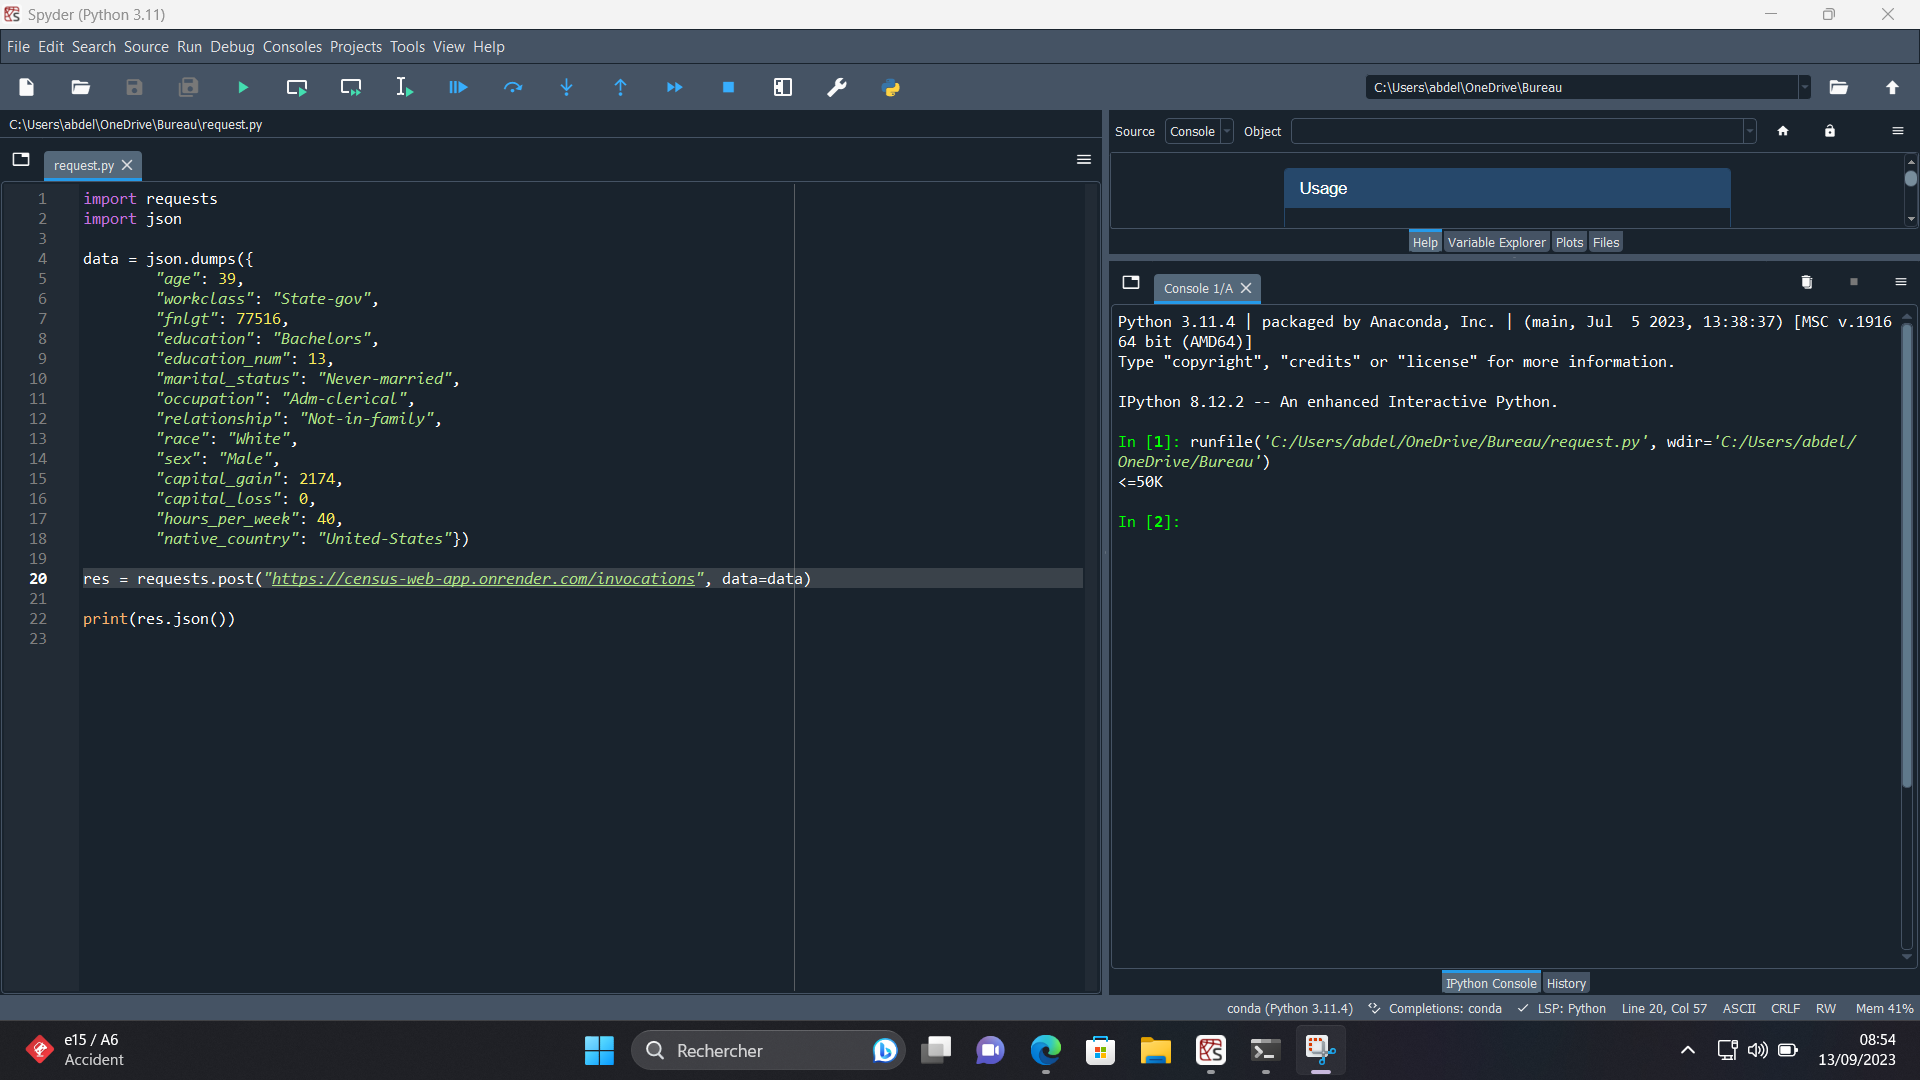 Spyder (Python 3.11)
File Edit Search Source Run Debug Consoles Projects Tools View Help
C:\Users\abdel\OneDrive\Bureau
C:\Users\abdel\OneDrive\Bureau\request.py
request.py
1 import requests
2 import json
3
4 data = json.dumps({
5 "age": 39,
6 "workclass": "State-gov",
7 "fnlgt": 77516,
8 "education": "Bachelors",
9 "education_num": 13,
10 "marital_status": "Never-married",
11 "occupation": "Adm-clerical",
12 "relationship": "Not-in-family",
13 "race": "White",
14 "sex": "Male",
15 "capital_gain": 2174,
16 "capital_loss": 0,
17 "hours_per_week": 40,
18 "native_country": "United-States"})
19
20 res = requests.post("https://census-web-app.onrender.com/invocations", data=data)
21
22 print(res.json())
23
Source Console Object
Usage
Help Variable Explorer Plots Files
Console 1/A
Python 3.11.4 | packaged by Anaconda, Inc. | (main, Jul  5 2023, 13:38:37) [MSC v.1916
64 bit (AMD64)]
Type "copyright", "credits" or "license" for more information.
IPython 8.12.2 -- An enhanced Interactive Python.
In [1]: runfile('C:/Users/abdel/OneDrive/Bureau/request.py', wdir='C:/Users/abdel/
OneDrive/Bureau')
<=50K
In [2]:
IPython Console History
conda (Python 3.11.4) Completions: conda LSP: Python Line 20, Col 57 ASCII CRLF RW Mem 41%
e15 / A6
Accident
Rechercher
08:54
13/09/2023